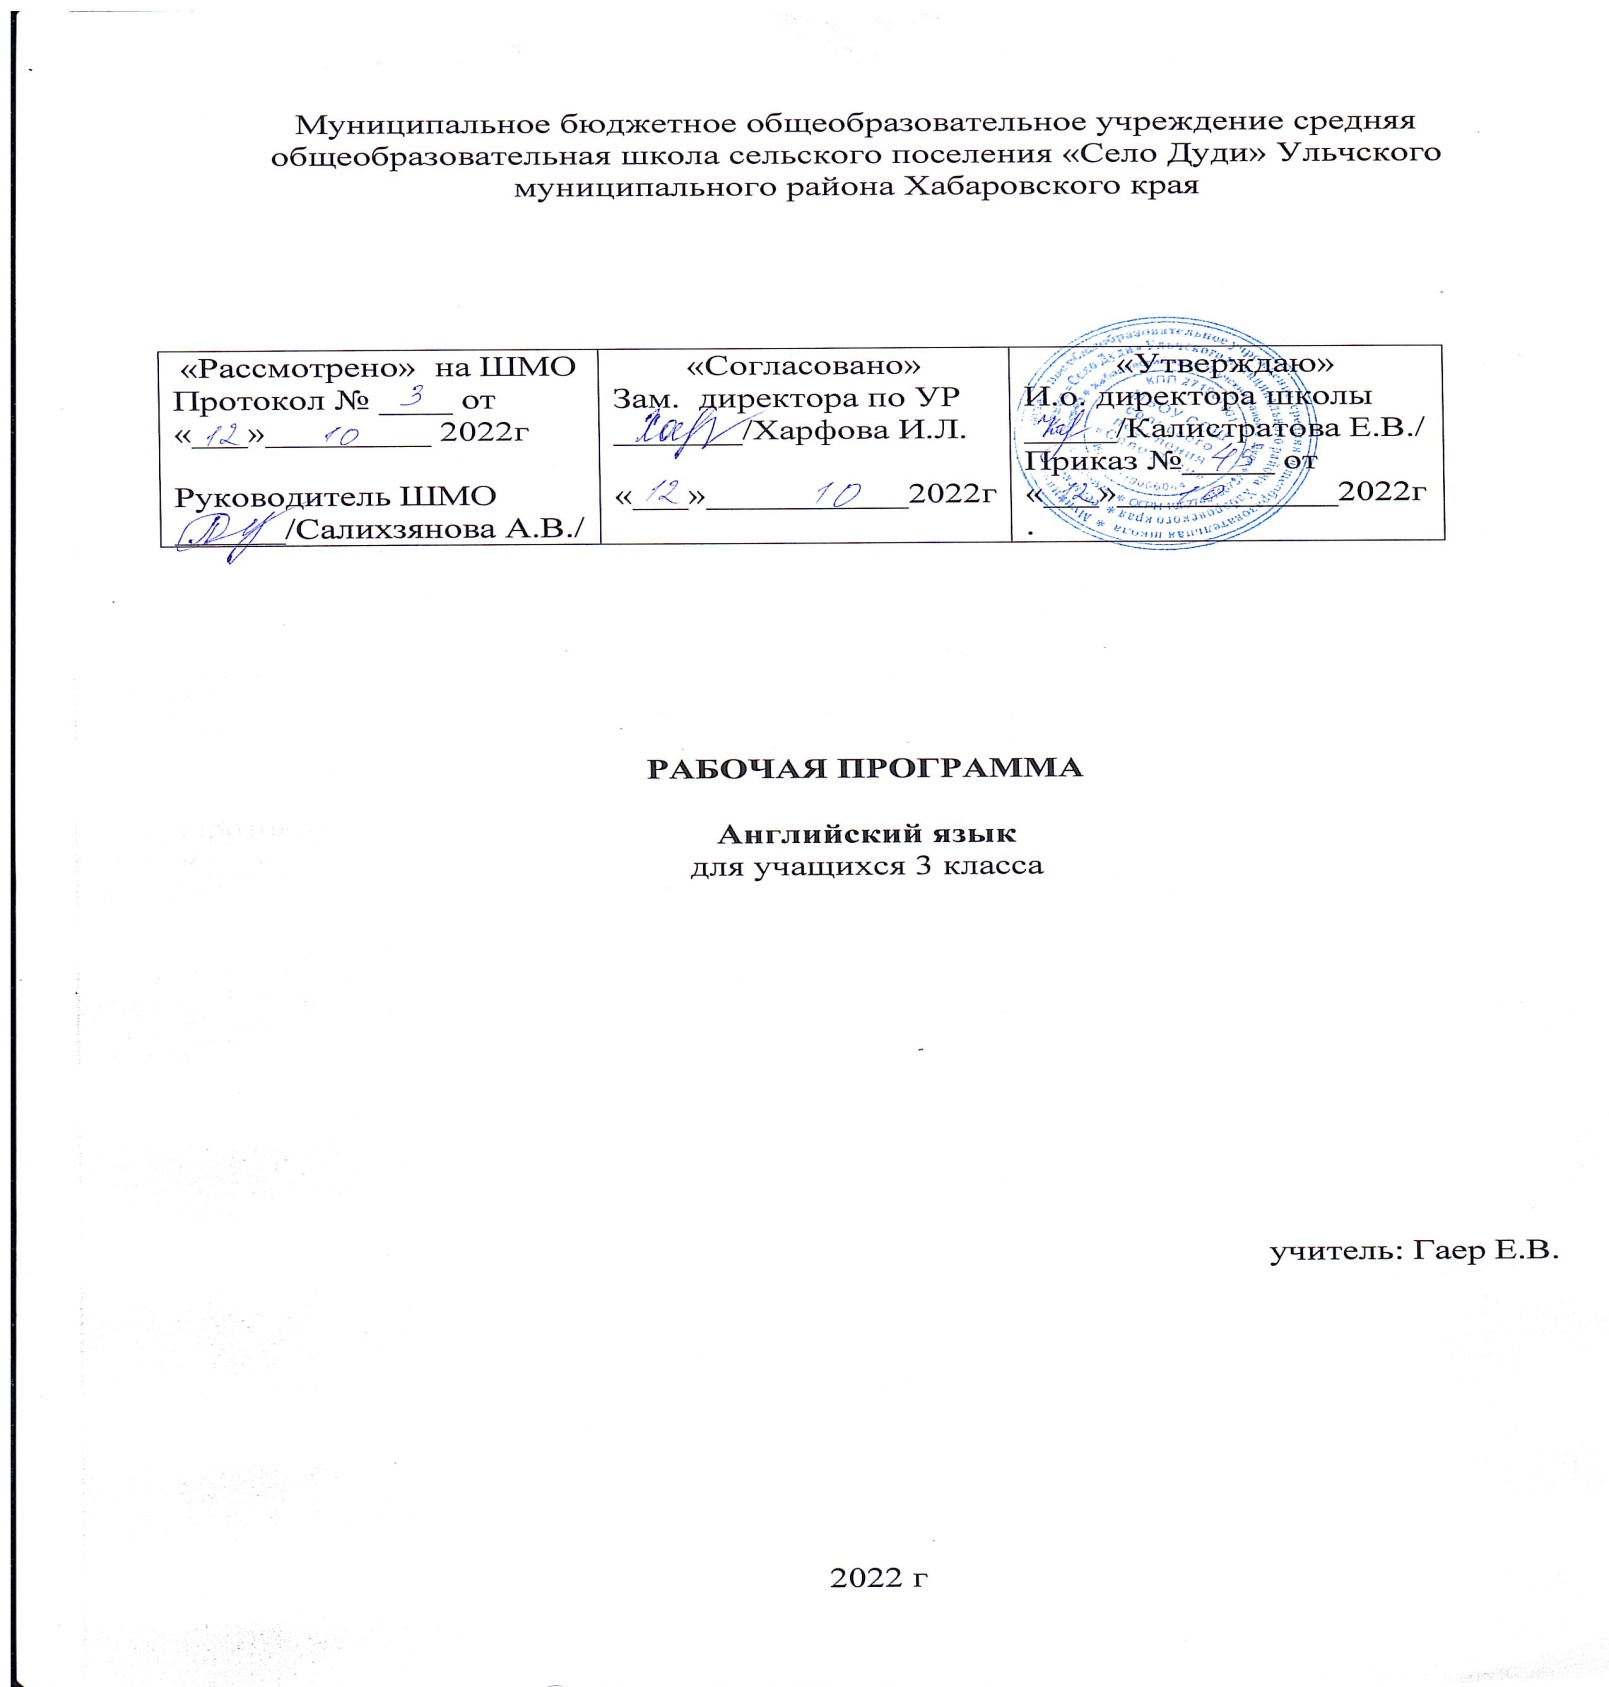 Муниципальное бюджетное общеобразовательное учреждение средняя
общеобразовательная школа сельского поселения «Село Дуди» Ульчского
муниципального района Хабаровского края
«Рассмотрено» на ШМО
Протокол № 3 от
«12» 10 2022г
Руководитель ШМО
/Салихзянова А.В./
«Согласовано»
Зам. директора по УР
/Харфова И.Л.
«12» 10 2022г
«Утверждаю»
И.о. директора школы
/Калистратова Е.В./
Приказ № от
«12» 10 2022г
.
РАБОЧАЯ ПРОГРАММА
Английский язык
для учащихся 3 класса
учитель: Гаер Е.В.
2022 г